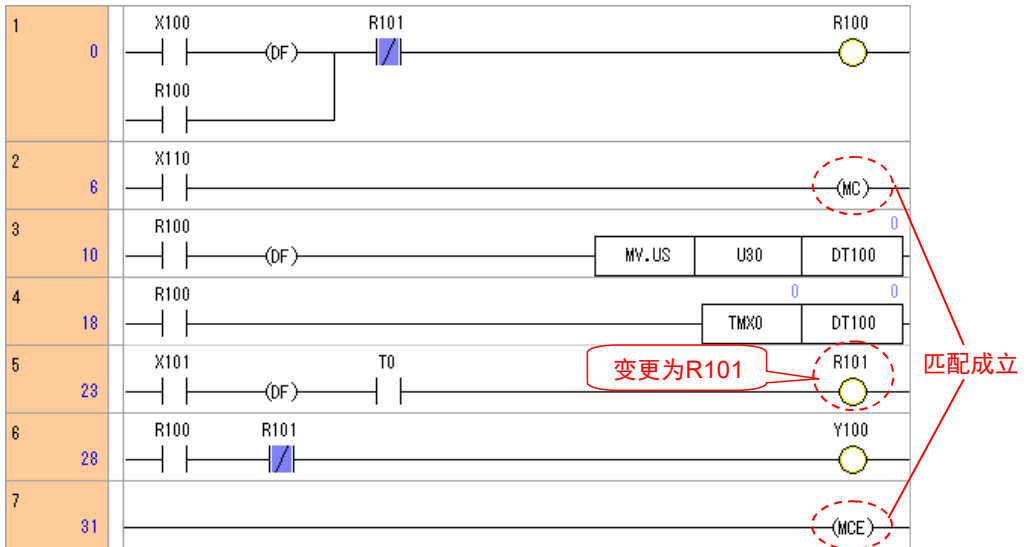 1 X100 R101 R100
0 (DF)
R100
2 X110
6 (MC)
3 R100 0
10 (DF) MV.US U30 DT100
4 R100 0 0
18 TMX0 DT100
5 X101 T0 变更为R101 R101 匹配成立
23 (DF)
6 R100 R101 Y100
28
7
31 (MCE)